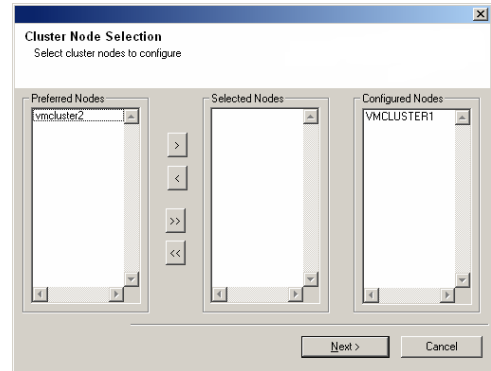 Cluster Node Selection
Select cluster nodes to configure
Preferred Nodes
vmcluster2
>
<
>>
<<
Selected Nodes
Configured Nodes
VMCLUSTER1
Next >
Cancel